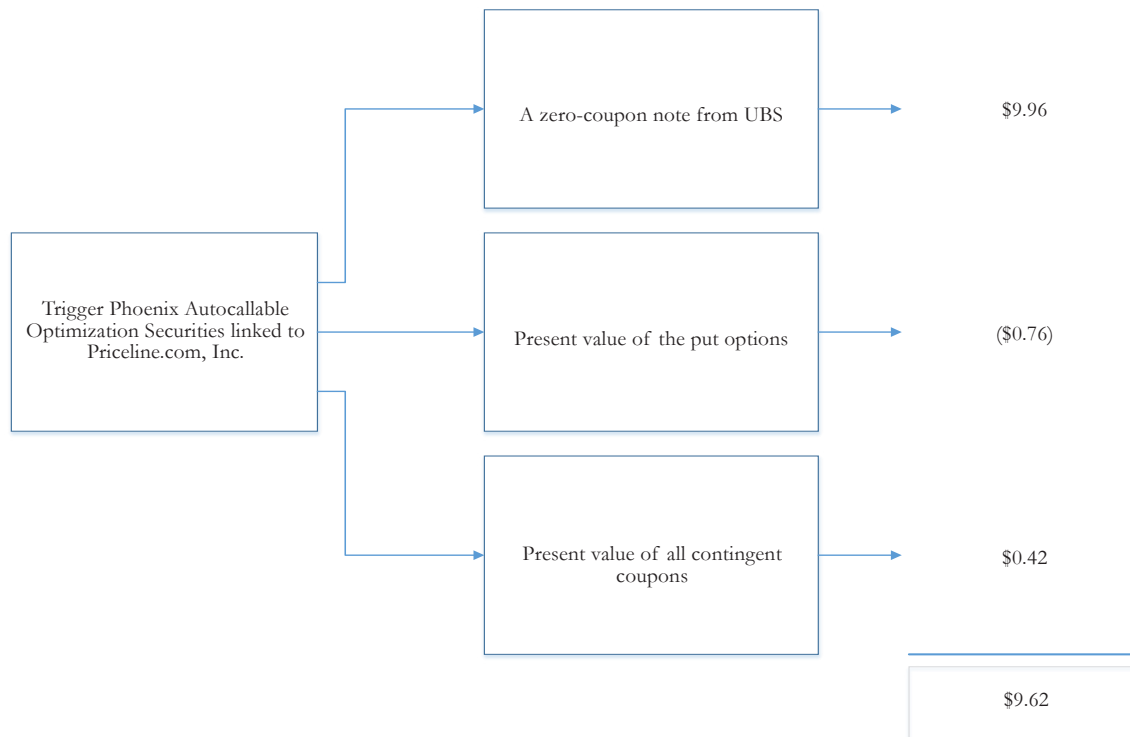 A zero-coupon note from UBS
$9.96
Trigger Phoenix Autocallable
Optimization Securities linked to
Priceline.com, Inc.
Present value of the put options
($0.76)
Present value of all contingent
coupons
$0.42
$9.62